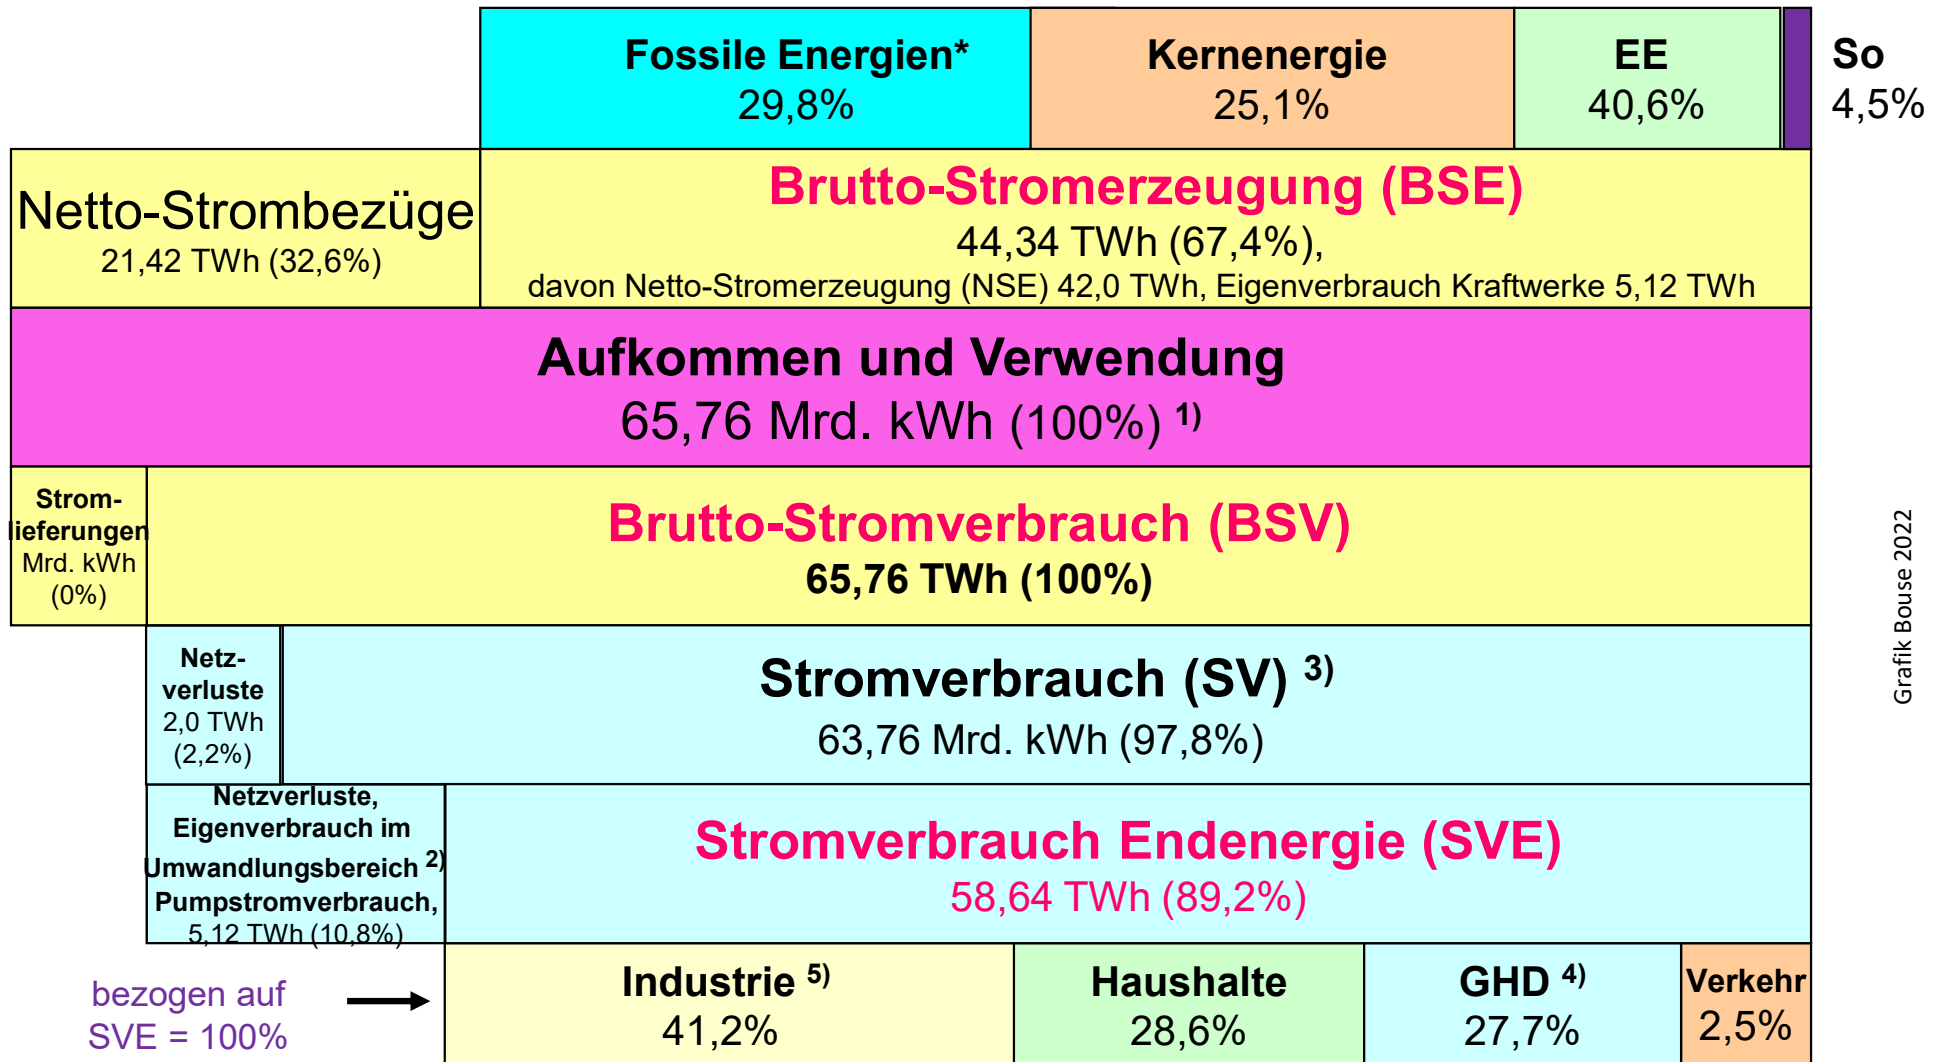 Fossile Energien*
29,8%
Kernenergie
25,1%
EE
40,6%
So
4,5%
Netto-Strombezüge
21,42 TWh (32,6%)
Brutto-Stromerzeugung (BSE)
44,34 TWh (67,4%),
davon Netto-Stromerzeugung (NSE) 42,0 TWh, Eigenverbrauch Kraftwerke 5,12 TWh
Aufkommen und Verwendung
65,76 Mrd. kWh (100%) 1)
Strom-
lieferungen
Mrd. kWh
(0%)
Brutto-Stromverbrauch (BSV)
65,76 TWh (100%)
Netz-
verluste
2,0 TWh
(2,2%)
Stromverbrauch (SV) 3)
63,76 Mrd. kWh (97,8%)
Netzverluste,
Eigenverbrauch im
Umwandlungsbereich 2)
Pumpstromverbrauch,
5,12 TWh (10,8%)
Stromverbrauch Endenergie (SVE)
58,64 TWh (89,2%)
bezogen auf
SVE = 100%
Industrie 5)
41,2%
Haushalte
28,6%
GHD 4)
27,7%
Verkehr
2,5%
Grafik Bouse 2022